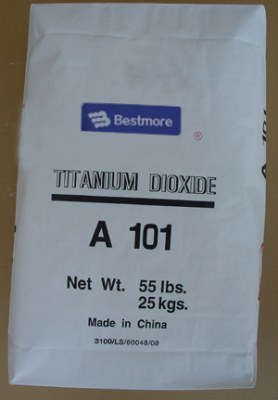 Bestmore
®
TITANIUM DIOXIDE
A 101
Net Wt. 55 lbs.
25 kgs.
Made in China
3100/LS/60048/08